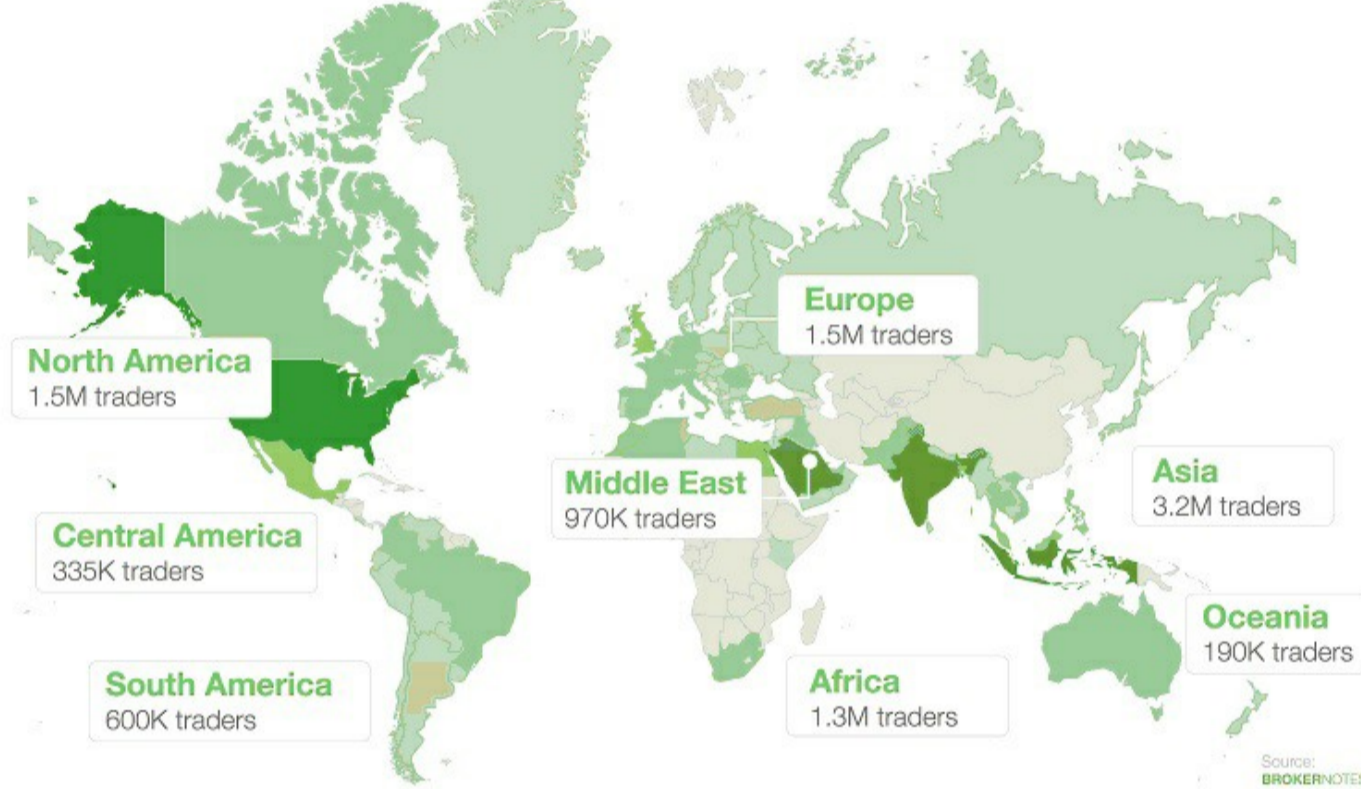 Europe
1.5M traders
North America
1.5M traders
Middle East
970K traders
Asia
3.2M traders
Central America
335K traders
Oceania
190K traders
South America
600K traders
Africa
1.3M traders
Source:
BROKERNOTES